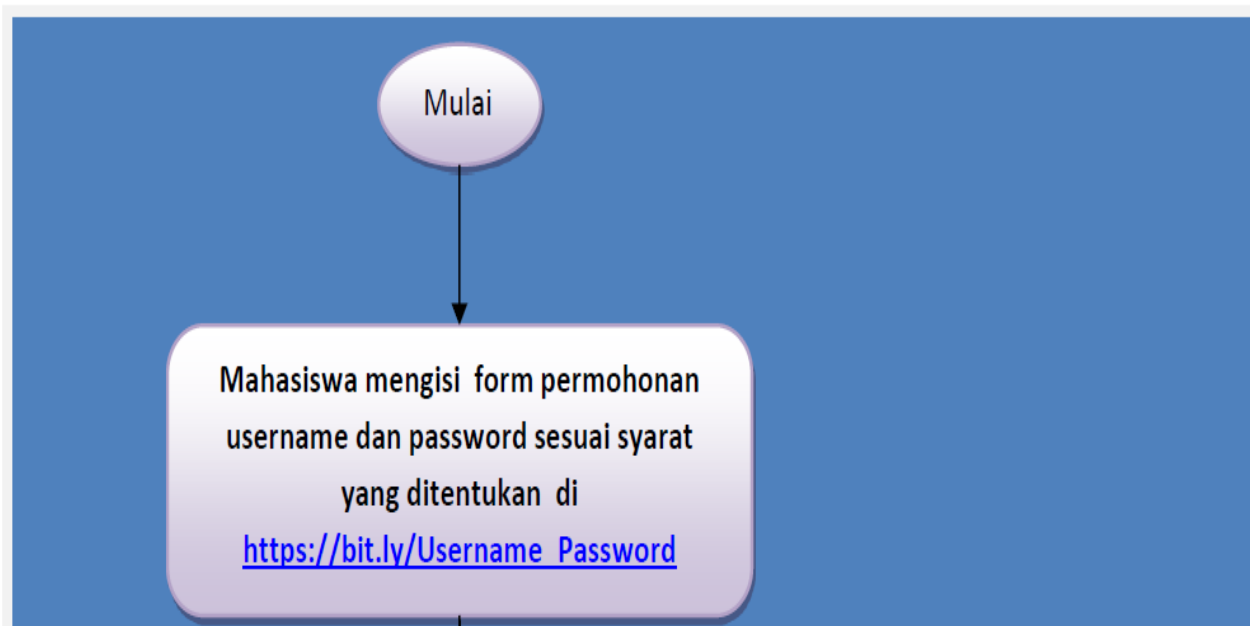 Mulai
Mahasiswa mengisi form permohonan
username dan password sesuai syarat
yang ditentukan di
https://bit.ly/Username_Password